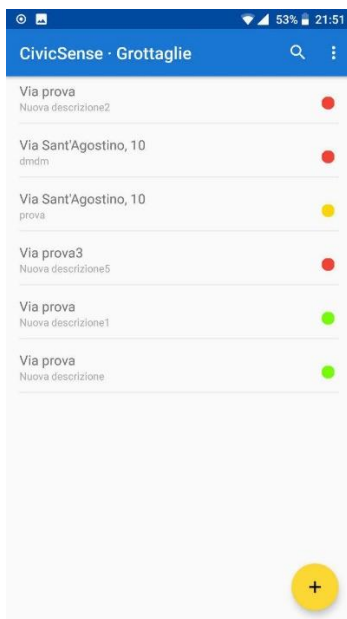 53% 21:51
CivicSense · Grottaglie
Via prova
Nuova descrizione2
Via Sant'Agostino, 10
dmdm
Via Sant'Agostino, 10
prova
Via prova3
Nuova descrizione5
Via prova
Nuova descrizione1
Via prova
Nuova descrizione
+